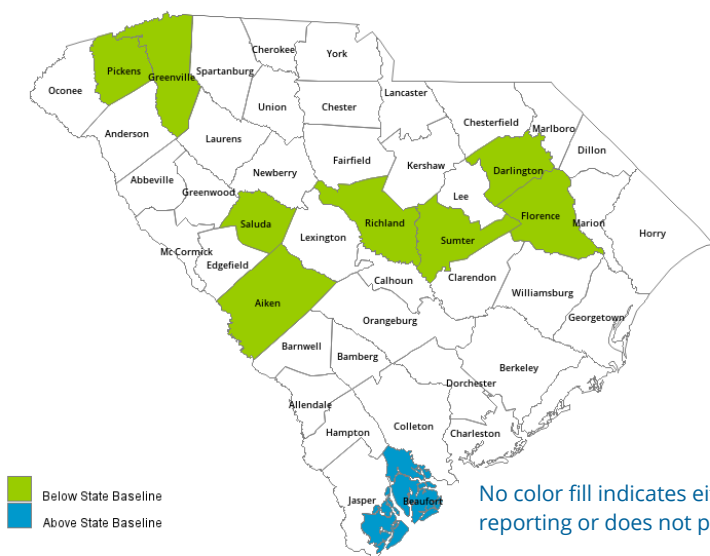 Cherokee
York
Pickens
Greenville
Spartanburg
Oconee
Lancaster
Union
Chester
Chesterfield
Marlboro
Anderson
Laurens
Dillon
Fairfield
Kershaw
Darlington
Newberry
Abbeville
Greenwood
Lee
Saluda
Richland
Florence
Marion
Sumter
Lexington
Horry
Mc Cormick
Edgefield
Calhoun
Clarendon
Williamsburg
Aiken
Orangeburg
Georgetown
Barnwell
Bamberg
Berkeley
Dorchester
Allendale
Colleton
Hampton
Charleston
Jasper
Beaufort
Below State Baseline
Above State Baseline
No color fill indicates ei
reporting or does not p